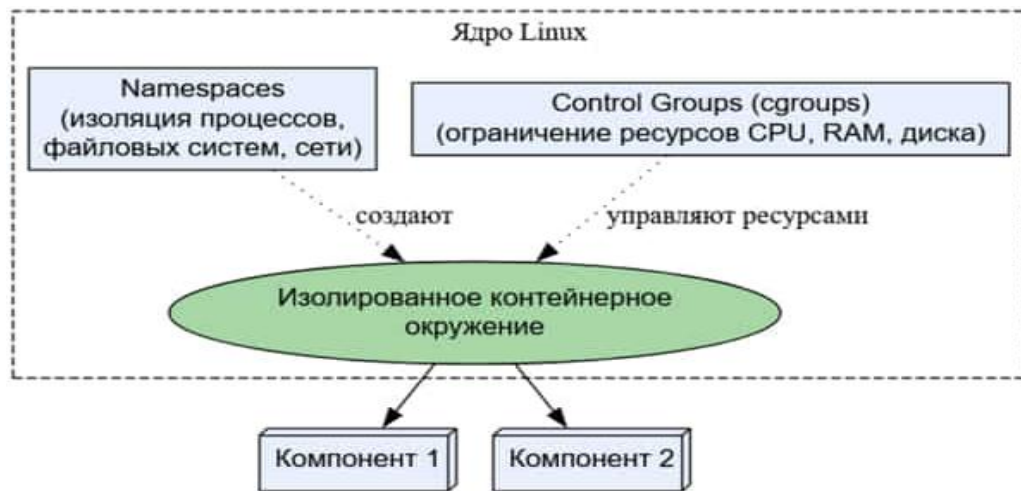 Ядро Linux
Namespaces
(изоляция процессов,
файловых систем, сети)
Control Groups (cgroups)
(ограничение ресурсов CPU, RAM, диска)
создают
управляют ресурсами
Изолированное контейнерное
окружение
Компонент 1
Компонент 2